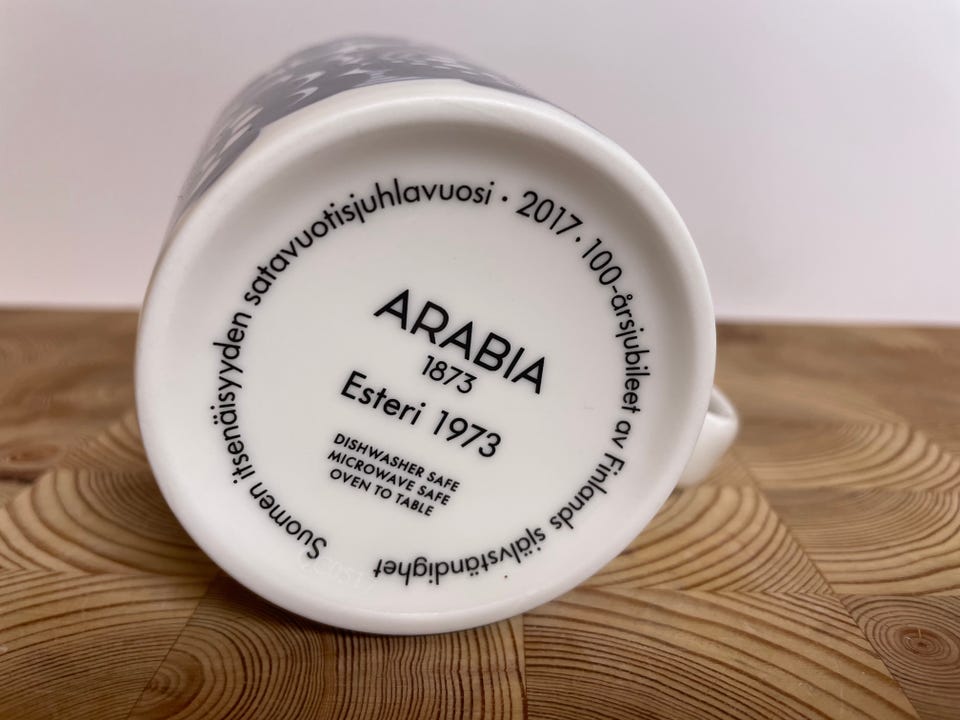 Suomen itsenäisyyden satavuotisjuhlavuosi · 2017 · 100-årsjubileet av Finlands självständighet
ARABIA
1873
Esteri 1973
DISHWASHER SAFE
MICROWAVE SAFE
OVEN TO TABLE